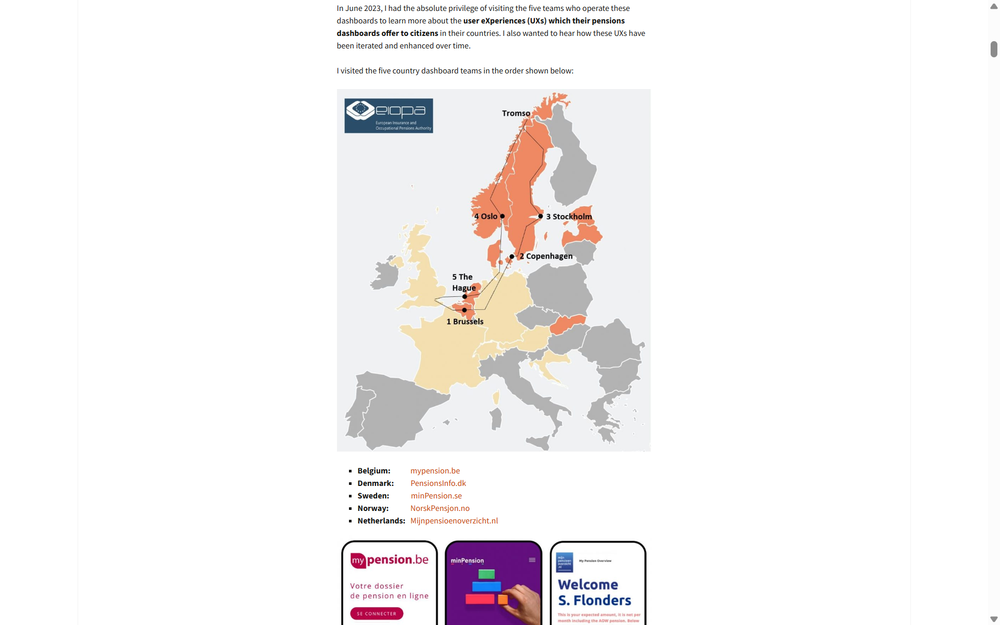 In June 2023, I had the absolute privilege of visiting the five teams who operate these
dashboards to learn more about the user eXperiences (UXs) which their pensions
dashboards offer to citizens in their countries. I also wanted to hear how these UXs have
been iterated and enhanced over time.
I visited the five country dashboard teams in the order shown below:
eiopa
European Insurance and
Occupational Pensions Authority
Tromso
4 Oslo
3 Stockholm
2 Copenhagen
5 The
Hague
1 Brussels
Belgium: mypension.be
Denmark: PensionsInfo.dk
Sweden: minPension.se
Norway: NorskPensjon.no
Netherlands: Mijnpensioenoverzicht.nl
mypension.be
Votre dossier
de pension en ligne
SE CONNECTER
minPension
mijn
pensioen
overzicht
.nl
My Pension Overview
Welcome
S. Flonders
This is your expected amount, it is net per
month including the AOW pension. Below